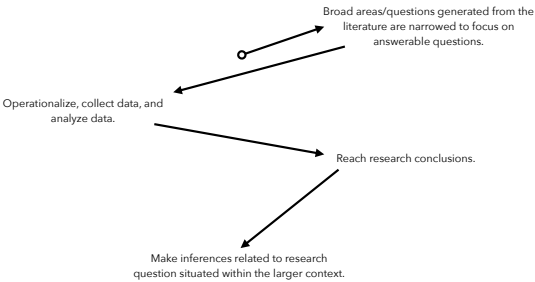 Broad areas/questions generated from the
literature are narrowed to focus on
answerable questions.
Operationalize, collect data, and
analyze data.
Reach research conclusions.
Make inferences related to research
question situated within the larger context.